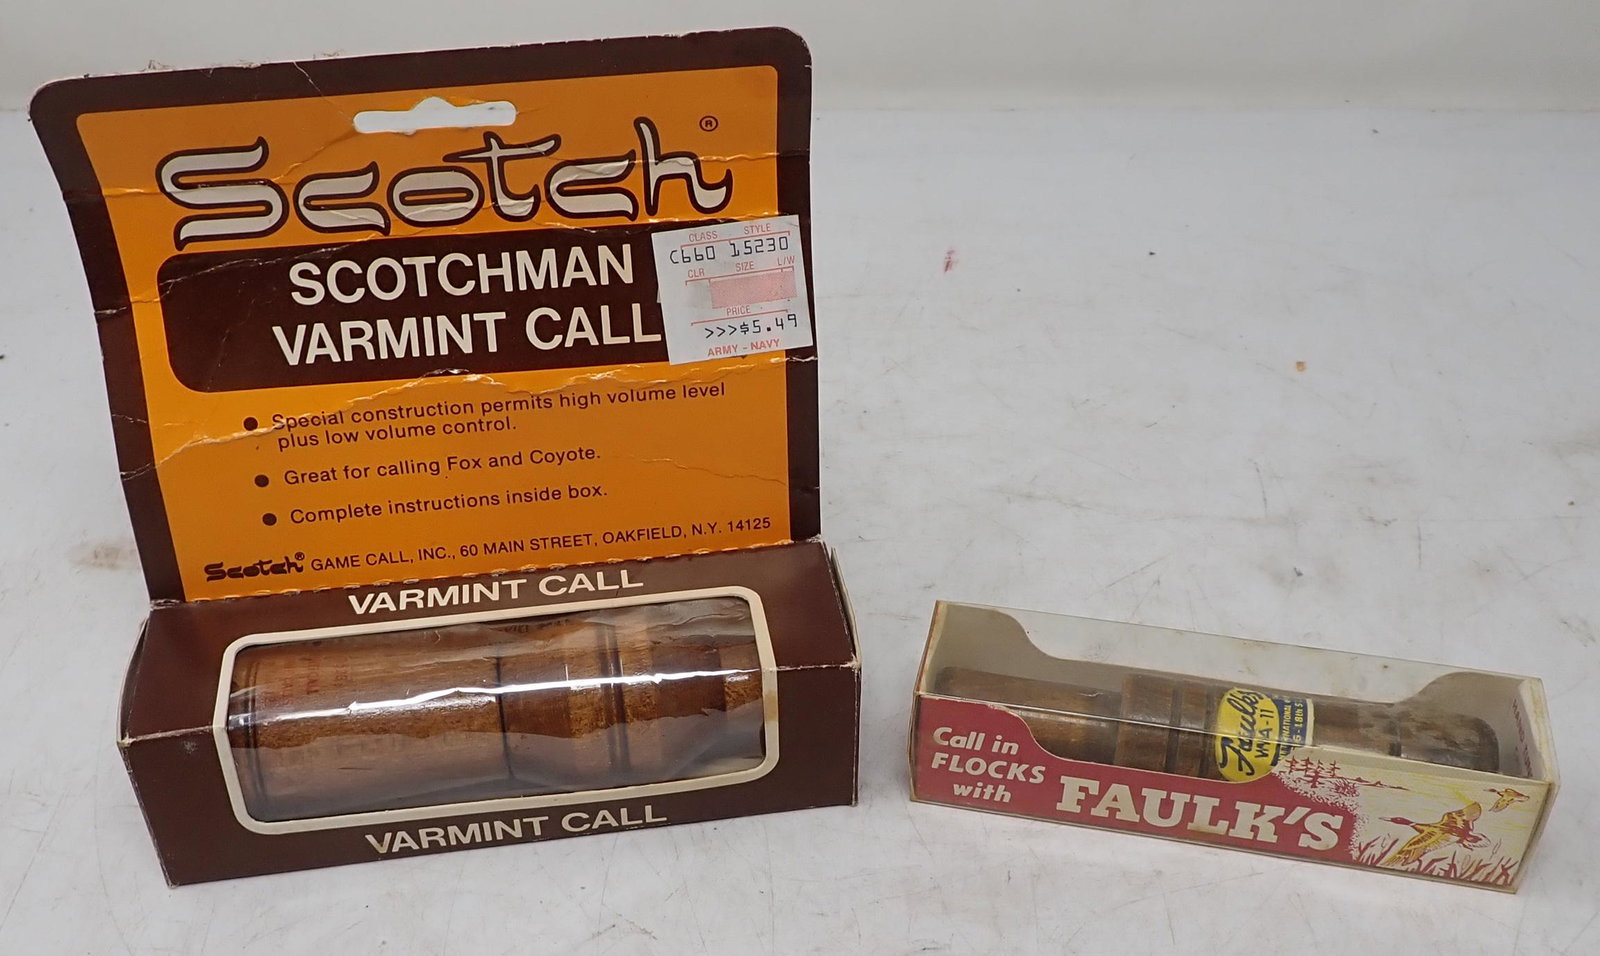 Scotch®
SCOTCHMAN
VARMINT CALL
CLASS STYLE
C660 15230
CLR SIZE L/W
PRICE
>>>$5.49
ARMY - NAVY
● Special construction permits high volume level
plus low volume control.
● Great for calling Fox and Coyote.
● Complete instructions inside box.
Scotch® GAME CALL, INC., 60 MAIN STREET, OAKFIELD, N.Y. 14125
VARMINT CALL
VARMINT CALL
Faulk's
WA-11
Call in
FLOCKS
with
FAULK'S